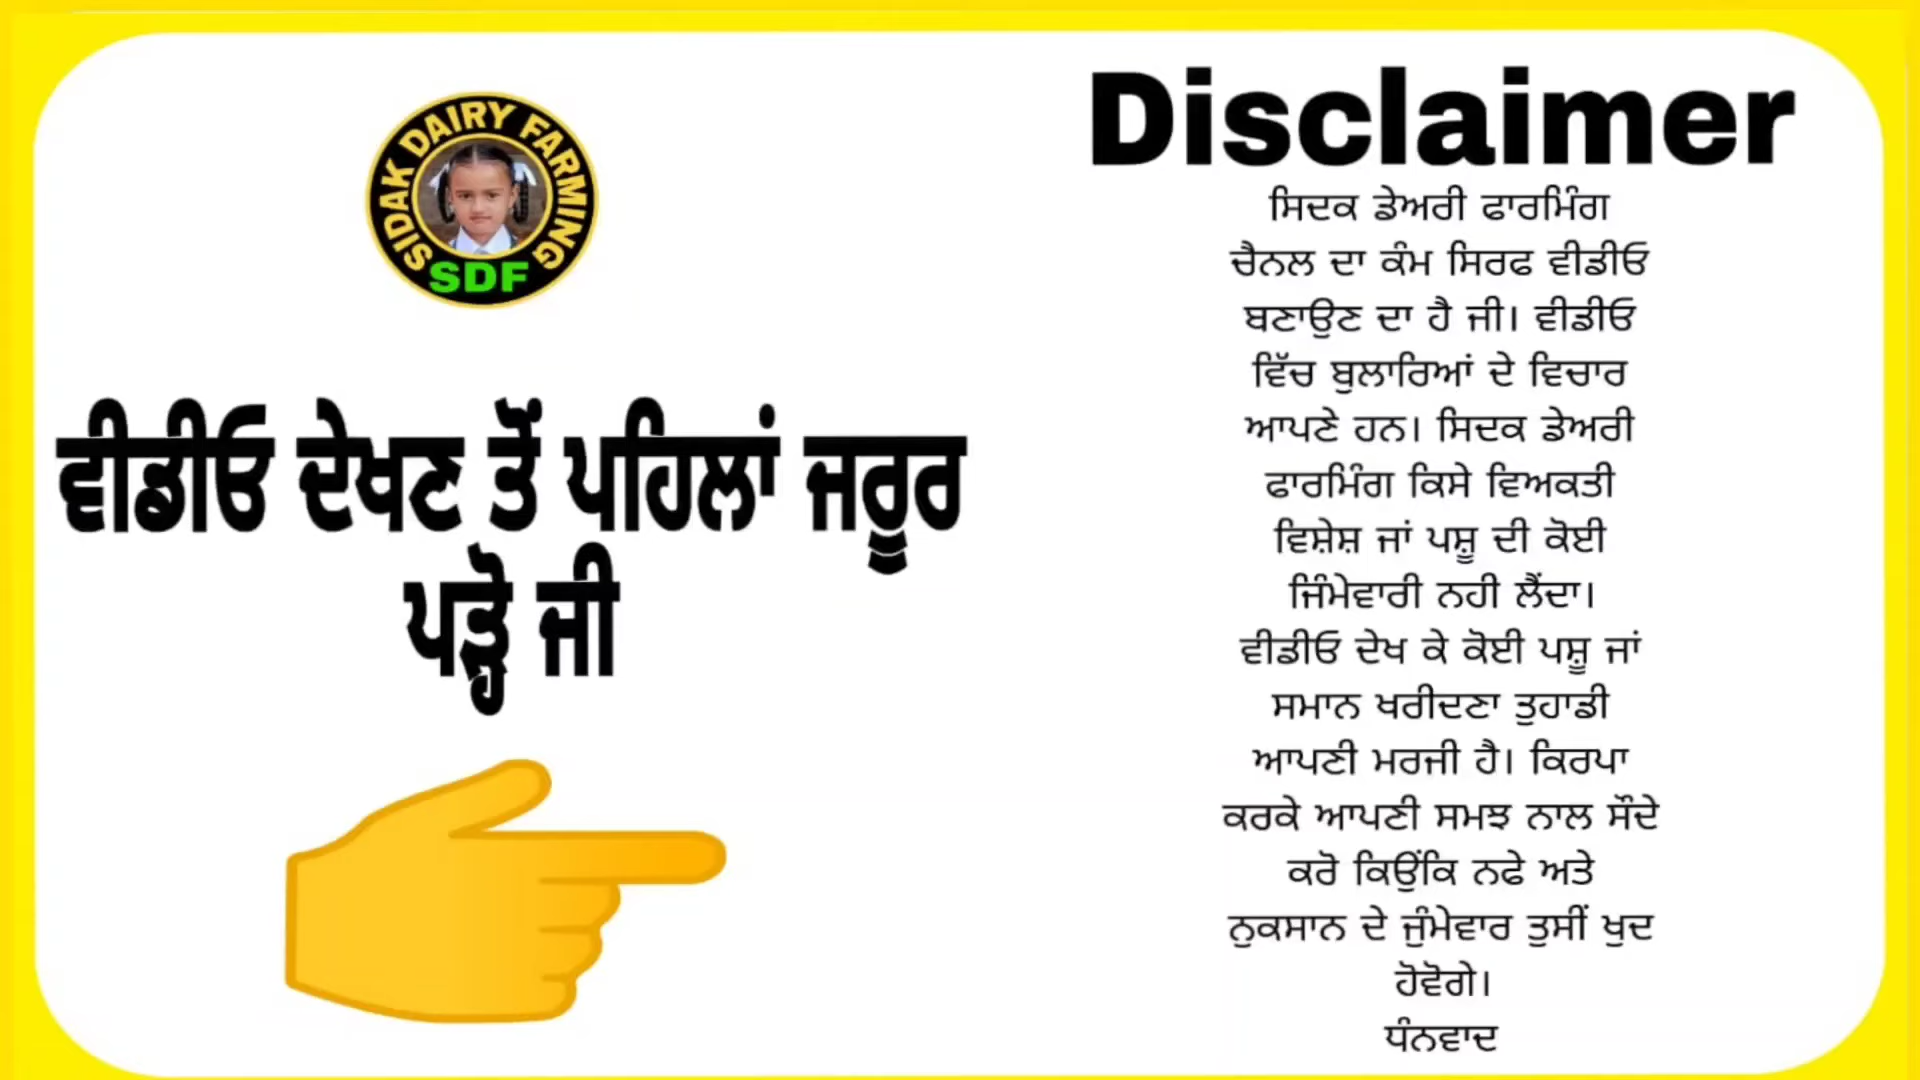 SIDAK DAIRY FARMING
SDF
ਵੀਡੀਓ ਦੇਖਣ ਤੋਂ ਪਹਿਲਾਂ ਜਰੂਰ
ਪੜ੍ਹੋ ਜੀ
Disclaimer
ਸਿਦਕ ਡੇਅਰੀ ਫਾਰਮਿੰਗ
ਚੈਨਲ ਦਾ ਕੰਮ ਸਿਰਫ ਵੀਡੀਓ
ਬਣਾਉਣ ਦਾ ਹੈ ਜੀ। ਵੀਡੀਓ
ਵਿੱਚ ਬੁਲਾਰਿਆਂ ਦੇ ਵਿਚਾਰ
ਆਪਣੇ ਹਨ। ਸਿਦਕ ਡੇਅਰੀ
ਫਾਰਮਿੰਗ ਕਿਸੇ ਵਿਅਕਤੀ
ਵਿਸ਼ੇਸ਼ ਜਾਂ ਪਸ਼ੂ ਦੀ ਕੋਈ
ਜਿੰਮੇਵਾਰੀ ਨਹੀ ਲੈਂਦਾ।
ਵੀਡੀਓ ਦੇਖ ਕੇ ਕੋਈ ਪਸ਼ੂ ਜਾਂ
ਸਮਾਨ ਖਰੀਦਣਾ ਤੁਹਾਡੀ
ਆਪਣੀ ਮਰਜੀ ਹੈ। ਕਿਰਪਾ
ਕਰਕੇ ਆਪਣੀ ਸਮਝ ਨਾਲ ਸੌਦੇ
ਕਰੋ ਕਿਉਂਕਿ ਨਫੇ ਅਤੇ
ਨੁਕਸਾਨ ਦੇ ਜੁੰਮੇਵਾਰ ਤੁਸੀਂ ਖੁਦ
ਹੋਵੋਗੇ।
ਧੰਨਵਾਦ